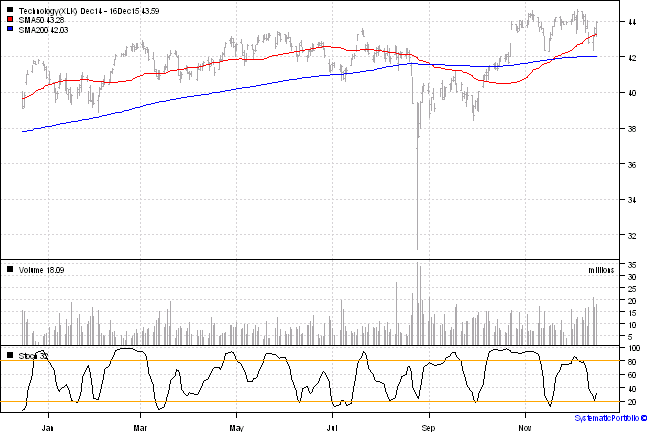 Technology(XLK) Dec14 - 16Dec15 43.59
SMA50 43.28
SMA200 42.03
44
42
40
38
36
34
32
Volume 18.09
millions
35
30
25
20
15
10
5
Stoch 32
100
80
60
40
20
Jan Mar May Jul Sep Nov
SystematicPortfolio ©